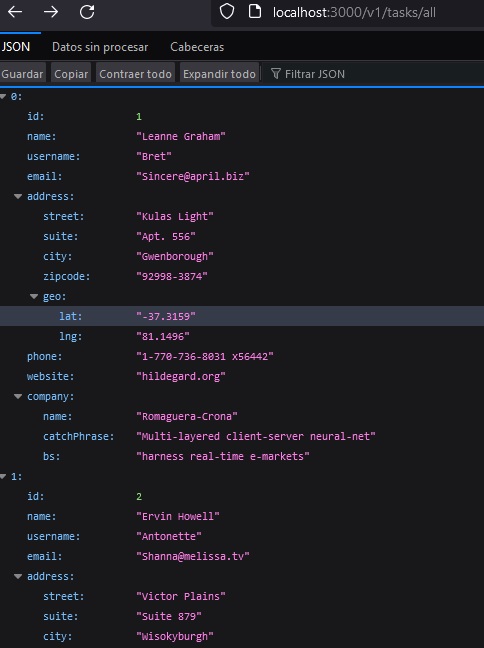 localhost:3000/v1/tasks/all
JSON Datos sin procesar Cabeceras
Guardar Copiar Contraer todo Expandir todo Filtrar JSON
0:
id: 1
name: "Leanne Graham"
username: "Bret"
email: "Sincere@april.biz"
address:
street: "Kulas Light"
suite: "Apt. 556"
city: "Gwenborough"
zipcode: "92998-3874"
geo:
lat: "-37.3159"
lng: "81.1496"
phone: "1-770-736-8031 x56442"
website: "hildegard.org"
company:
name: "Romaguera-Crona"
catchPhrase: "Multi-layered client-server neural-net"
bs: "harness real-time e-markets"
1:
id: 2
name: "Ervin Howell"
username: "Antonette"
email: "Shanna@melissa.tv"
address:
street: "Victor Plains"
suite: "Suite 879"
city: "Wisokyburgh"